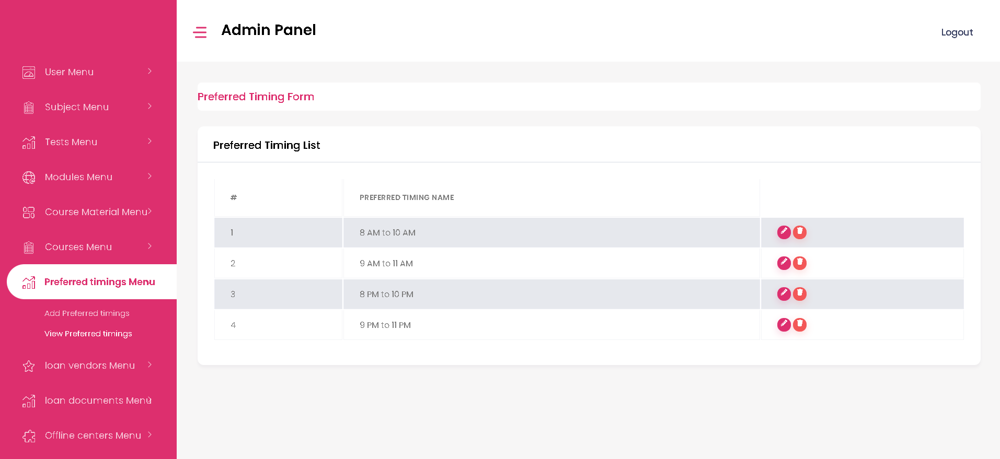 Admin Panel
Logout
User Menu
Subject Menu
Tests Menu
Modules Menu
Course Material Menu
Courses Menu
Preferred timings Menu
Add Preferred timings
View Preferred timings
loan vendors Menu
loan documents Menu
Offline centers Menu
Preferred Timing Form
Preferred Timing List
# PREFERRED TIMING NAME
1 8 AM to 10 AM
2 9 AM to 11 AM
3 8 PM to 10 PM
4 9 PM to 11 PM